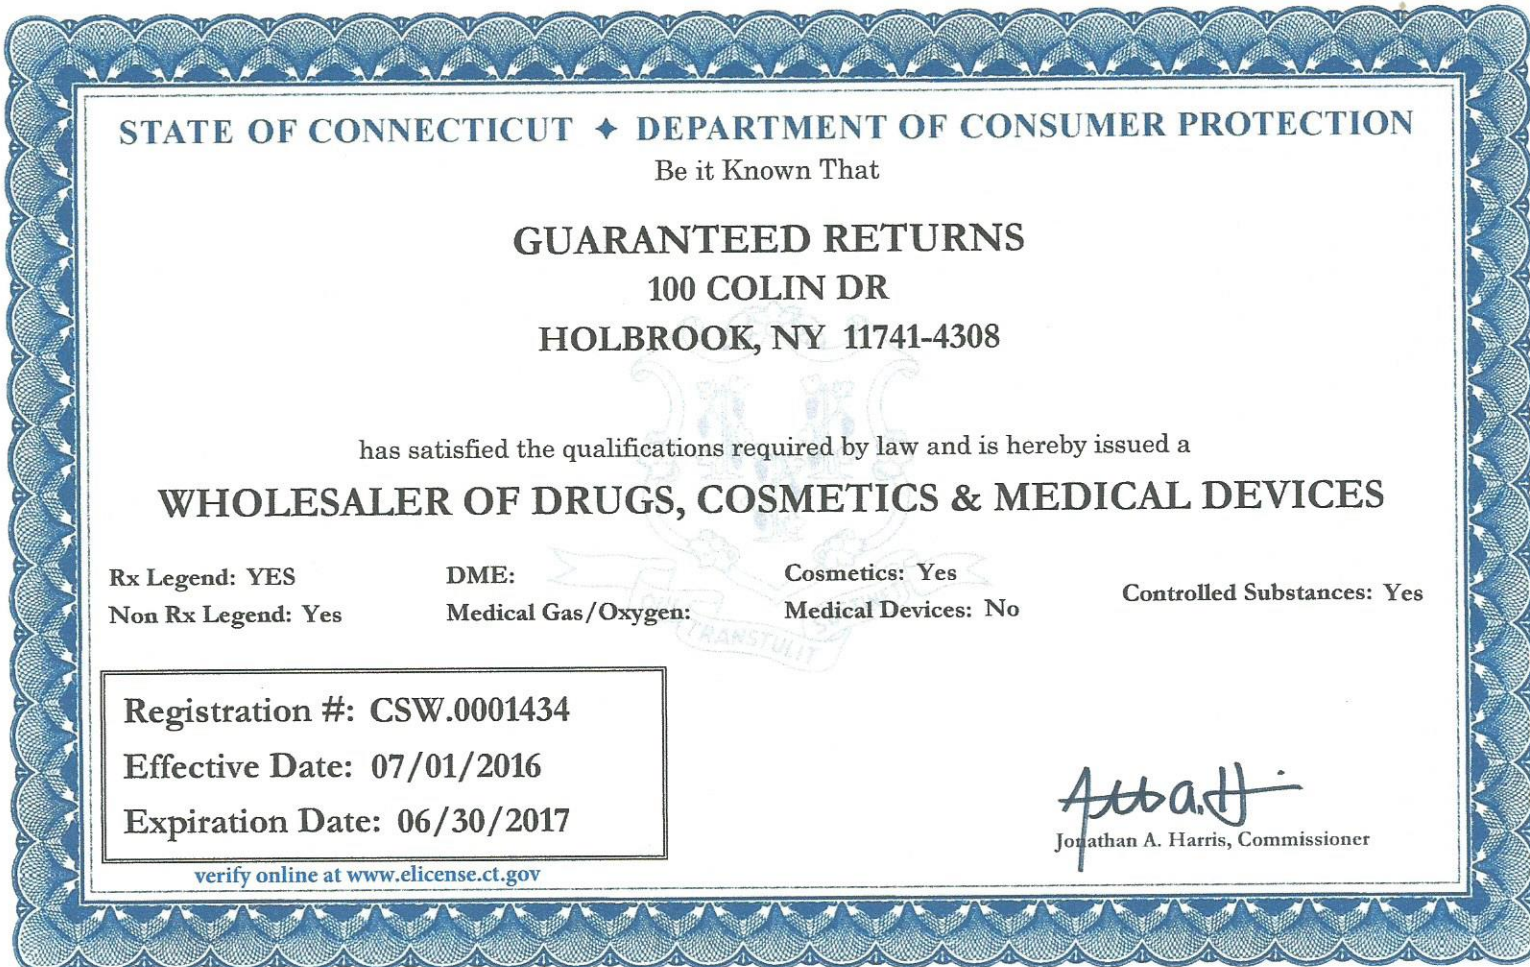 STATE OF CONNECTICUT ✦ DEPARTMENT OF CONSUMER PROTECTION
Be it Known That
GUARANTEED RETURNS
100 COLIN DR
HOLBROOK, NY 11741-4308
has satisfied the qualifications required by law and is hereby issued a
WHOLESALER OF DRUGS, COSMETICS & MEDICAL DEVICES
Rx Legend: YES
Non Rx Legend: Yes
DME:
Medical Gas/Oxygen:
Cosmetics: Yes
Medical Devices: No
Controlled Substances: Yes
QUI TRANSTULIT SUSTINET
Registration #: CSW.0001434
Effective Date: 07/01/2016
Expiration Date: 06/30/2017
verify online at www.elicense.ct.gov
Jonathan A. Harris, Commissioner